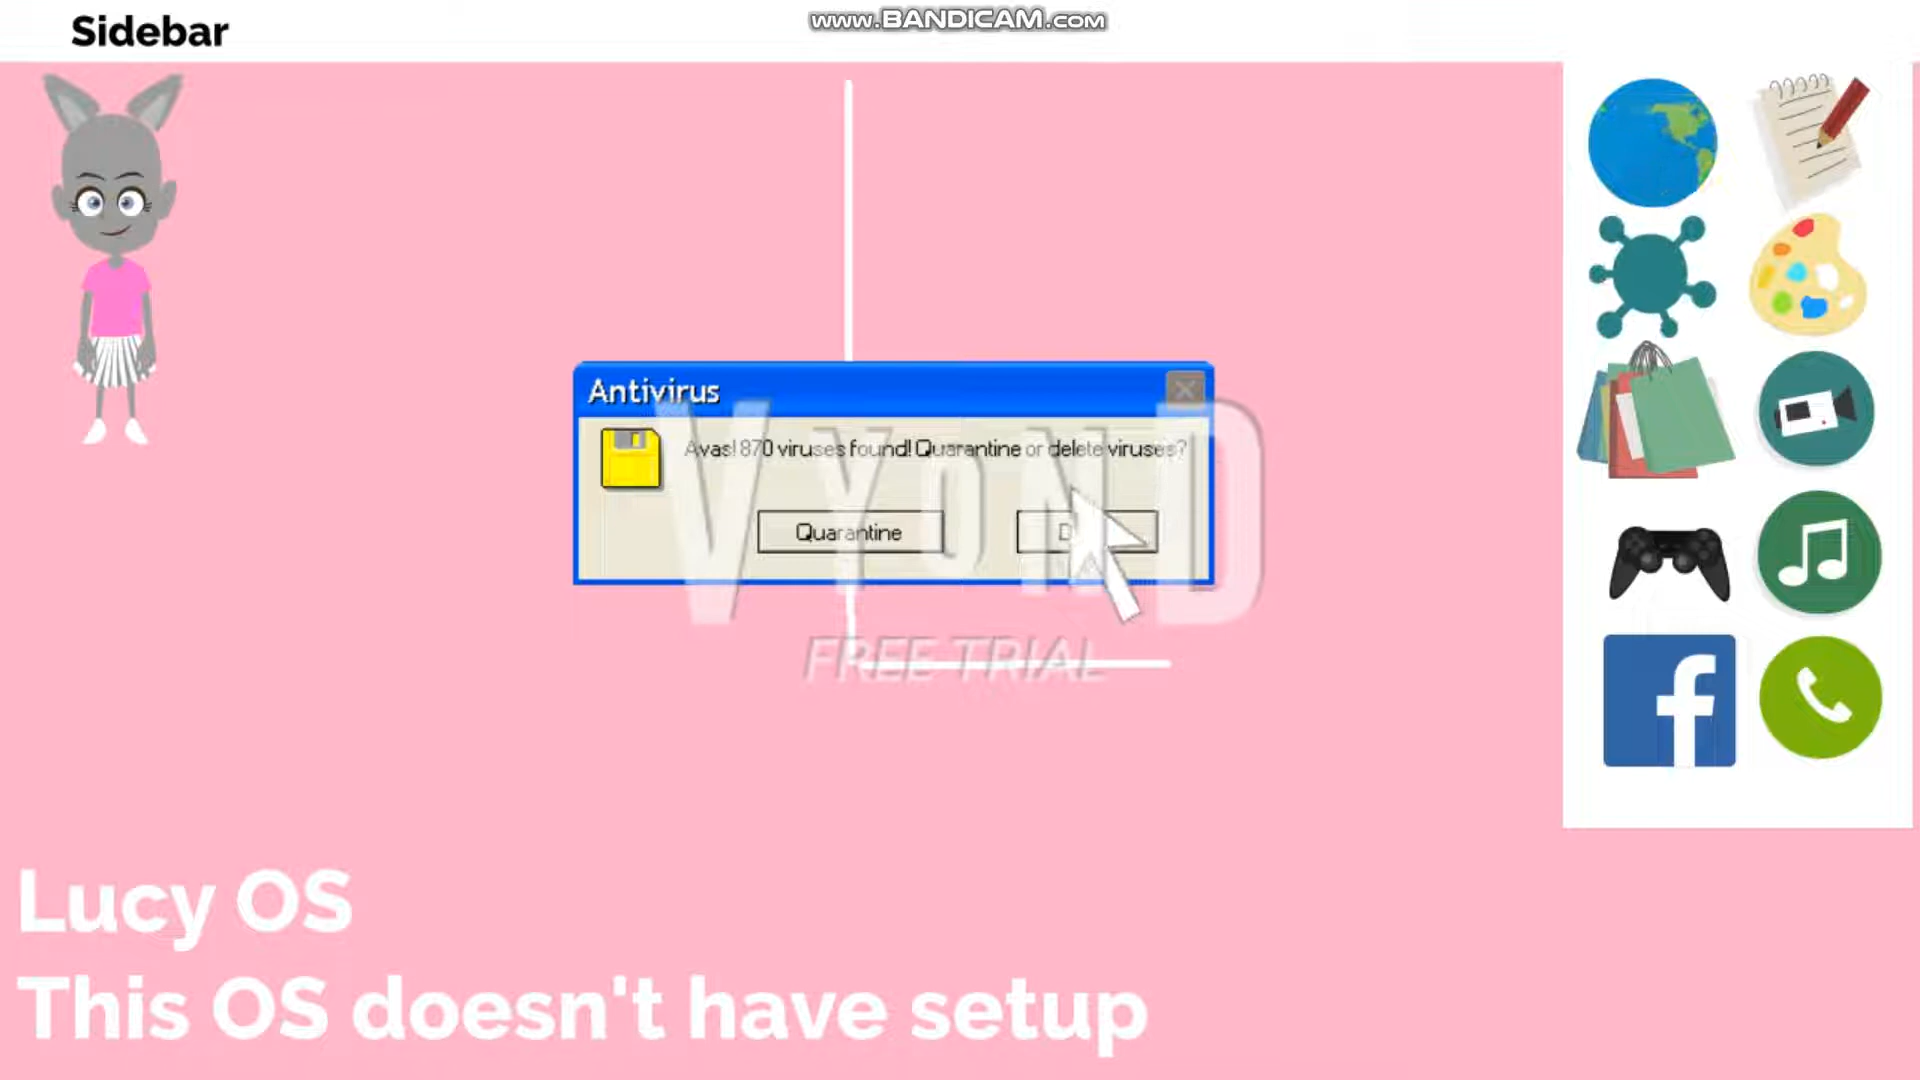 Sidebar
www.BANDICAM.com
Antivirus
Avas! 870 viruses found! Quarantine or delete viruses?
Quarantine
VYOND
FREE TRIAL
Lucy OS
This OS doesn't have setup